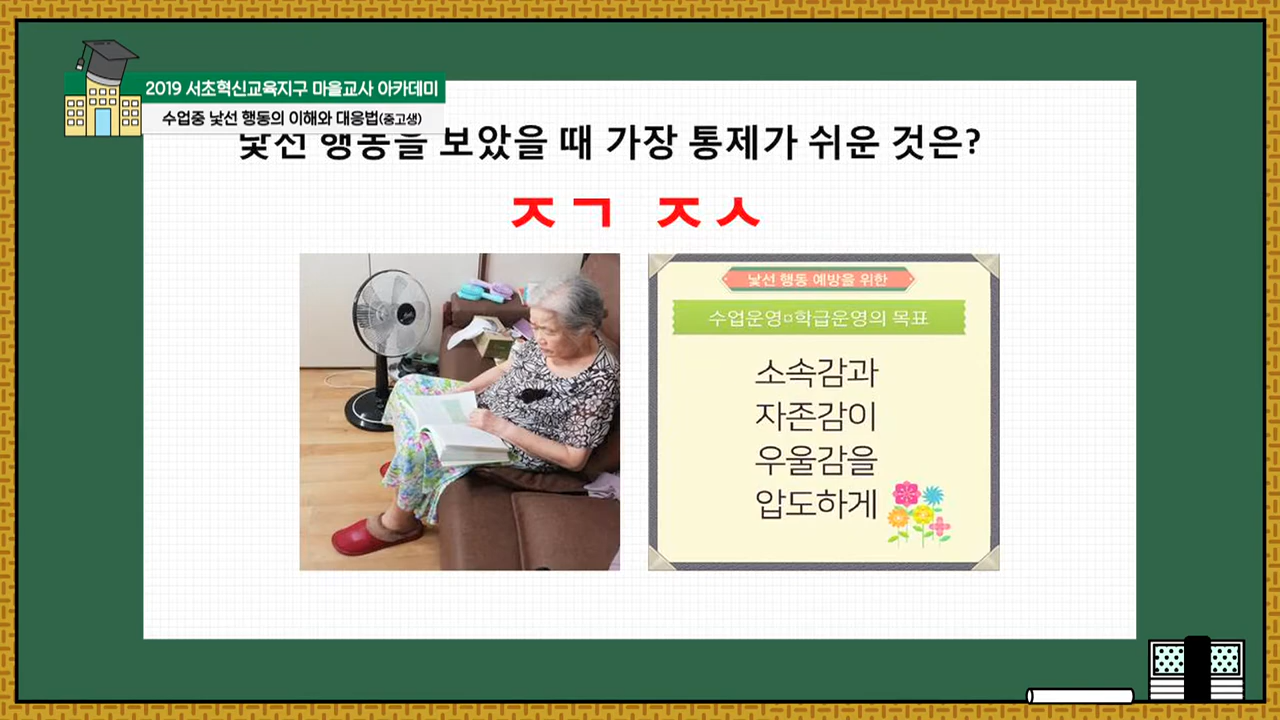 2019 서초혁신교육지구 마을교사 아카데미
수업중 낯선 행동의 이해와 대응법(중고생)
낯선 행동을 보았을 때 가장 통제가 쉬운 것은?
ㅈㄱ ㅈㅅ
낯선 행동 예방을 위한
수업운영¤학급운영의 목표
소속감과
자존감이
우울감을
압도하게